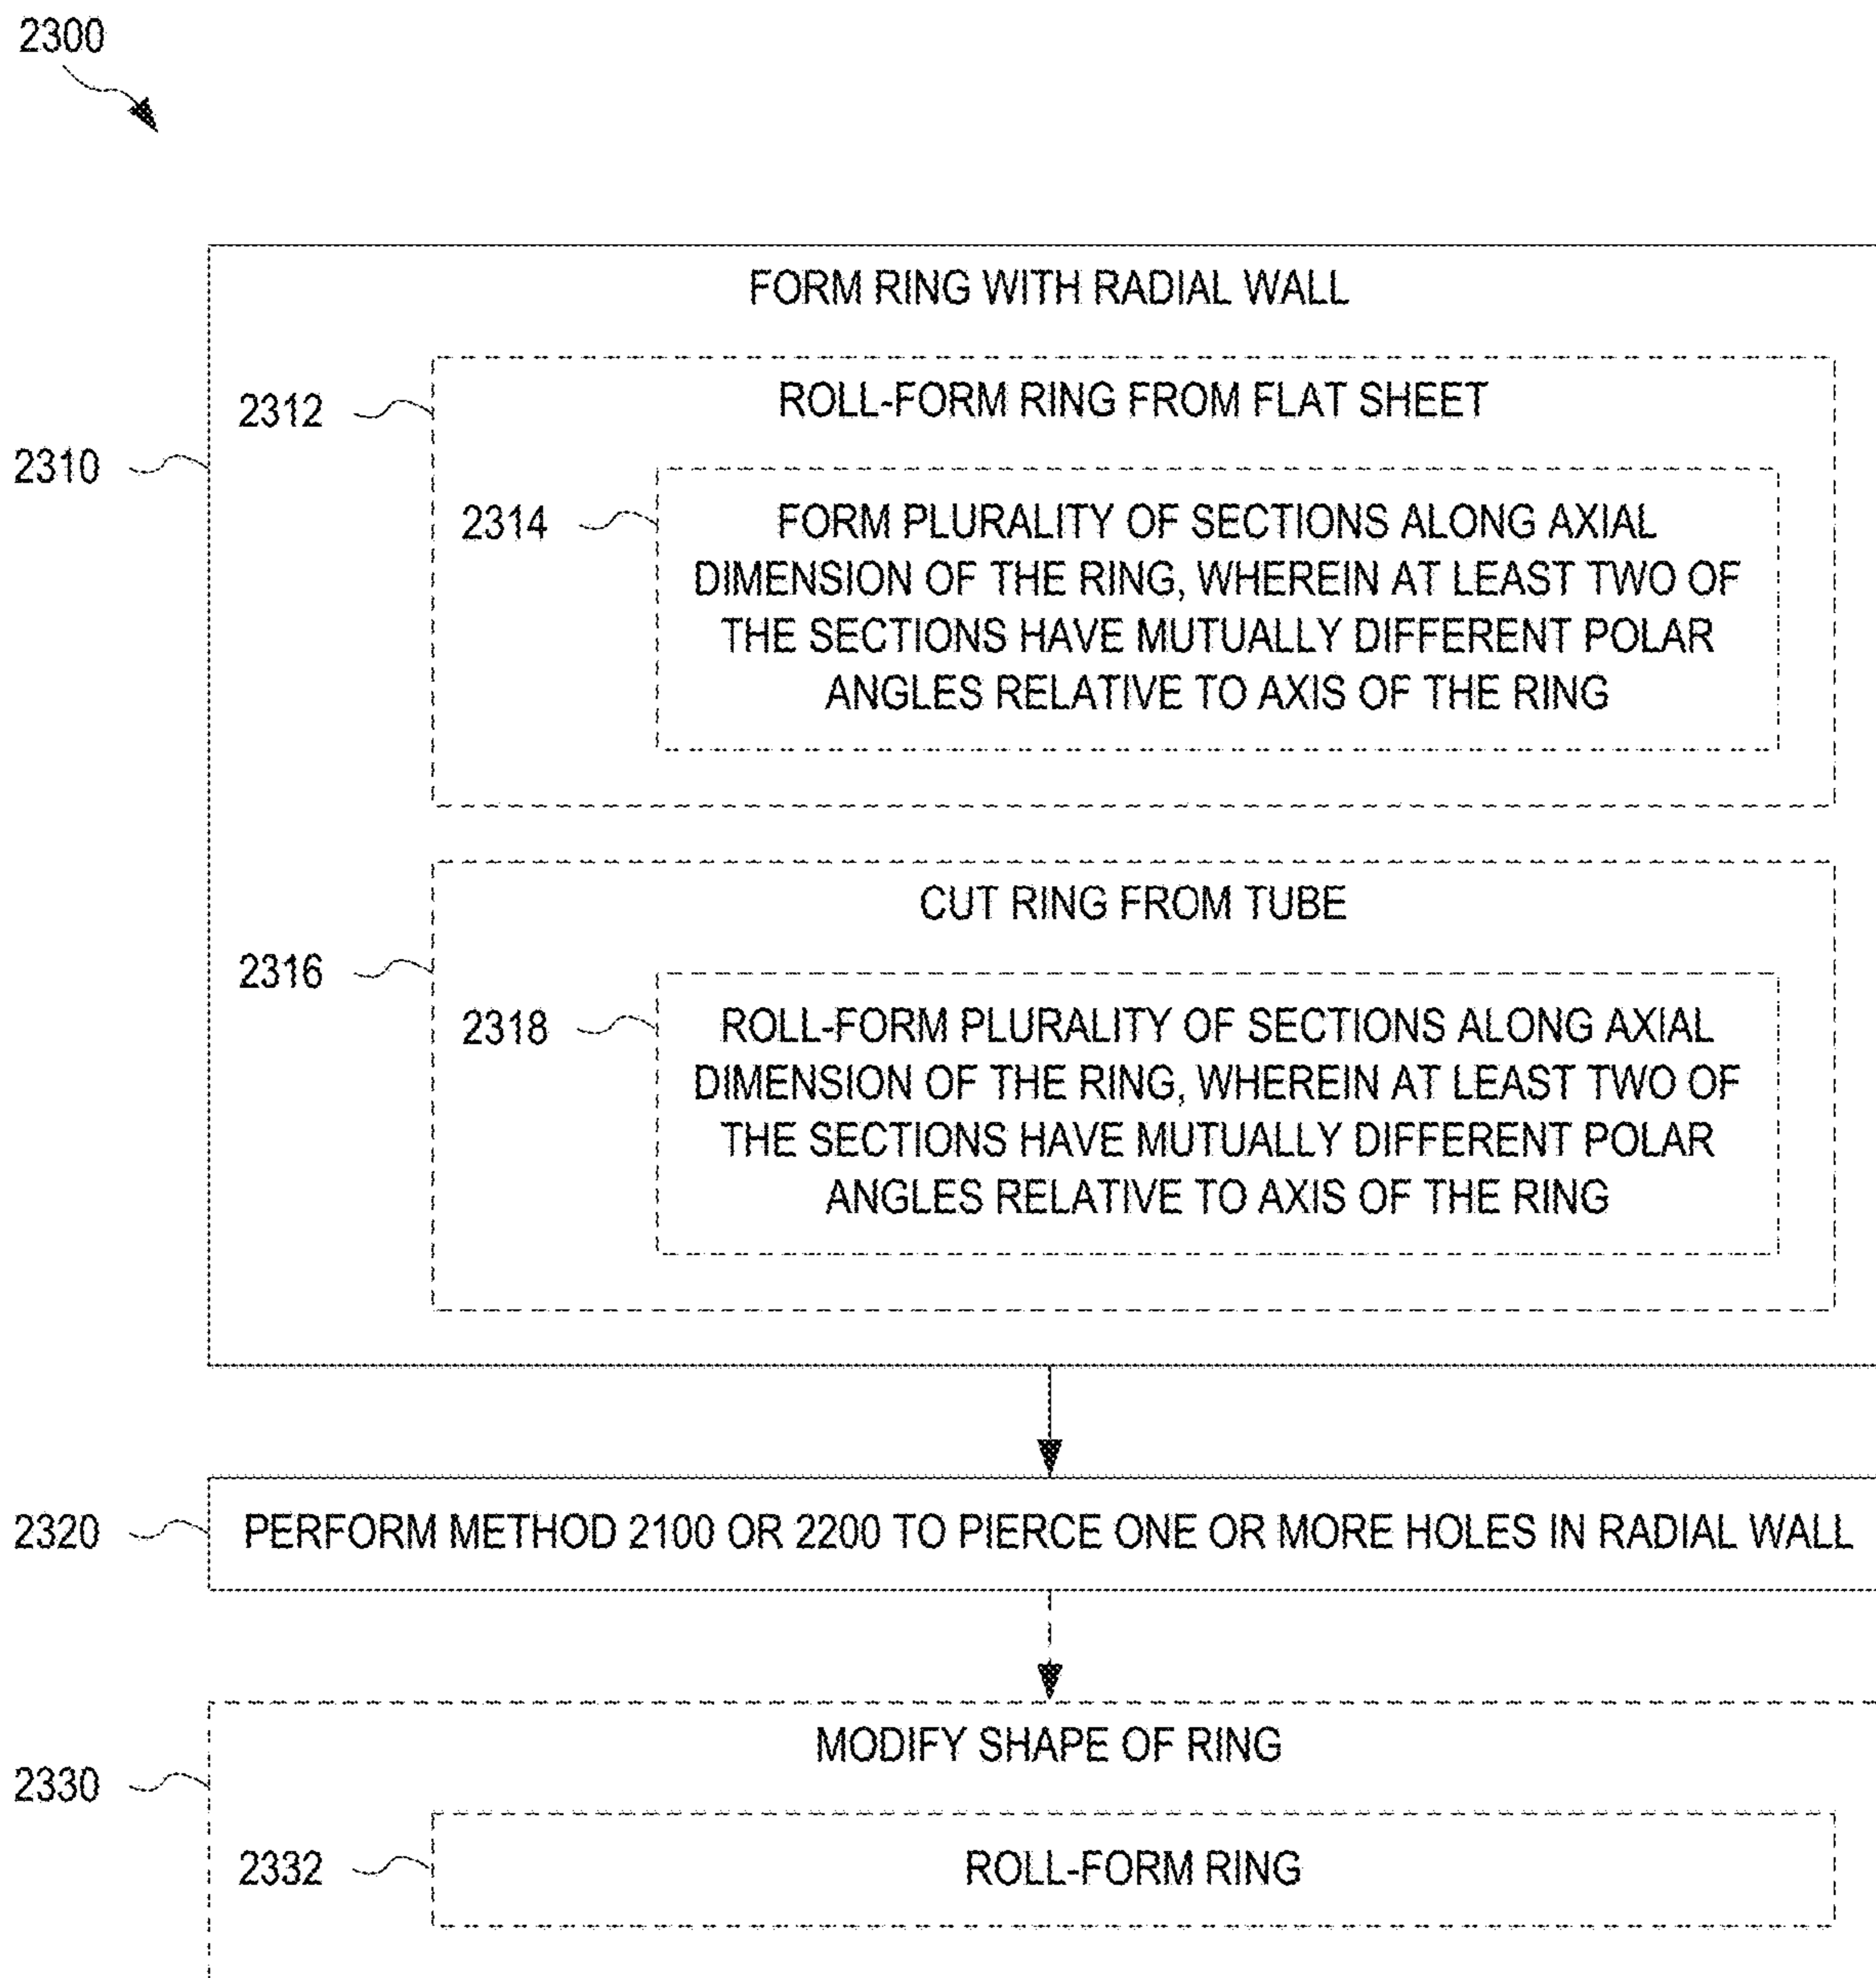 2300
FORM RING WITH RADIAL WALL
2312
ROLL-FORM RING FROM FLAT SHEET
2310
2314
FORM PLURALITY OF SECTIONS ALONG AXIAL
DIMENSION OF THE RING, WHEREIN AT LEAST TWO OF
THE SECTIONS HAVE MUTUALLY DIFFERENT POLAR
ANGLES RELATIVE TO AXIS OF THE RING
CUT RING FROM TUBE
2316
2318
ROLL-FORM PLURALITY OF SECTIONS ALONG AXIAL
DIMENSION OF THE RING, WHEREIN AT LEAST TWO OF
THE SECTIONS HAVE MUTUALLY DIFFERENT POLAR
ANGLES RELATIVE TO AXIS OF THE RING
2320
PERFORM METHOD 2100 OR 2200 TO PIERCE ONE OR MORE HOLES IN RADIAL WALL
MODIFY SHAPE OF RING
2330
2332
ROLL-FORM RING